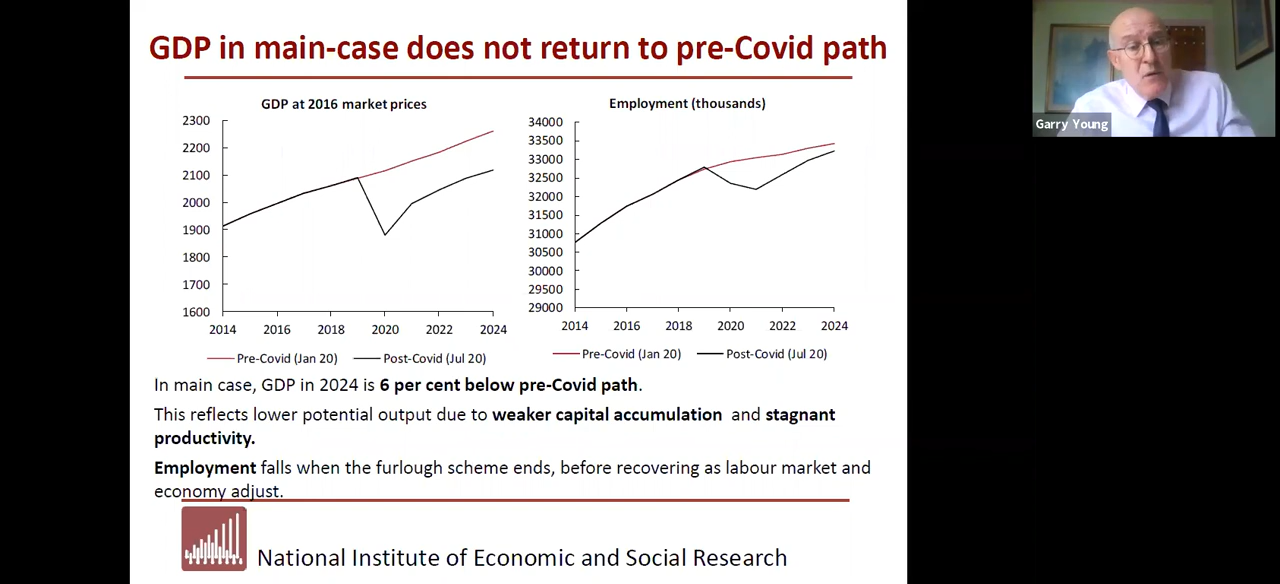 GDP in main-case does not return to pre-Covid path
GDP at 2016 market prices
2300
2200
2100
2000
1900
1800
1700
1600
2014 2016 2018 2020 2022 2024
Pre-Covid (Jan 20) Post-Covid (Jul 20)
Employment (thousands)
34000
33500
33000
32500
32000
31500
31000
30500
30000
29500
29000
2014 2016 2018 2020 2022 2024
Pre-Covid (Jan 20) Post-Covid (Jul 20)
In main case, GDP in 2024 is 6 per cent below pre-Covid path.
This reflects lower potential output due to weaker capital accumulation and stagnant
productivity.
Employment falls when the furlough scheme ends, before recovering as labour market and
economy adjust.
National Institute of Economic and Social Research
Garry Young